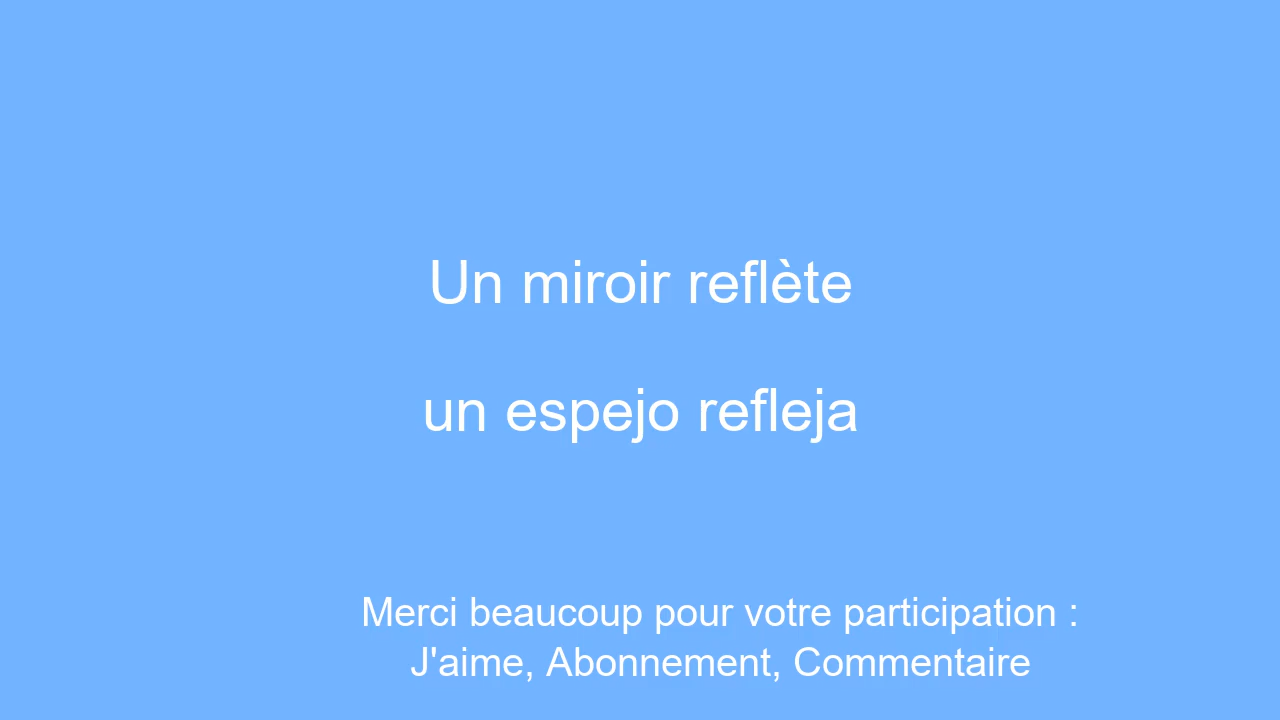 Un miroir reflète
un espejo refleja
Merci beaucoup pour votre participation :
J'aime, Abonnement, Commentaire